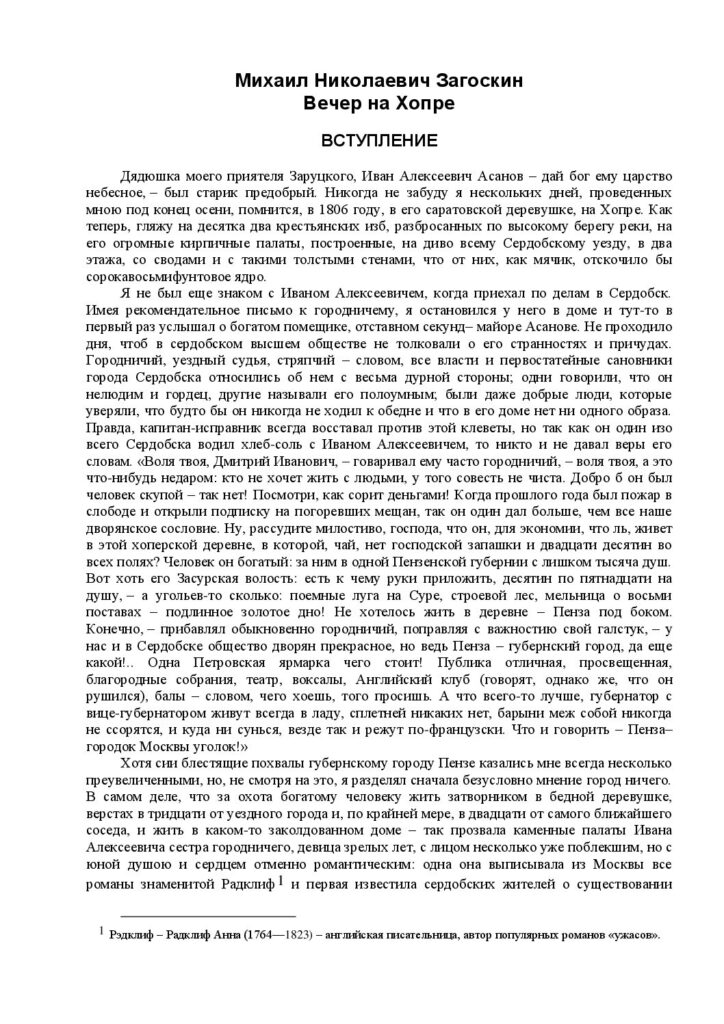 Михаил Николаевич Загоскин
Вечер на Хопре
ВСТУПЛЕНИЕ
Дядюшка моего приятеля Заруцкого, Иван Алексеевич Асанов – дай бог ему царство
небесное, – был старик предобрый. Никогда не забуду я нескольких дней, проведенных
мною под конец осени, помнится, в 1806 году, в его саратовской деревушке, на Хопре. Как
теперь, гляжу на десятка два крестьянских изб, разбросанных по высокому берегу реки, на
его огромные кирпичные палаты, построенные, на диво всему Сердобскому уезду, в два
этажа, со сводами и с такими толстыми стенами, что от них, как мячик, отскочило бы
сорокавосьмифунтовое ядро.
Я не был еще знаком с Иваном Алексеевичем, когда приехал по делам в Сердобск.
Имея рекомендательное письмо к городничему, я остановился у него в доме и тут-то в
первый раз услышал о богатом помещике, отставном секунд– майоре Асанове. Не проходило
дня, чтоб в сердобском высшем обществе не толковали о его странностях и причудах.
Городничий, уездный судья, стряпчий – словом, все власти и первостатейные сановники
города Сердобска относились об нем с весьма дурной стороны; одни говорили, что он
нелюдим и гордец, другие называли его полоумным; были даже добрые люди, которые
уверяли, что будто бы он никогда не ходил к обедне и что в его доме нет ни одного образа.
Правда, капитан-исправник всегда восставал против этой клеветы, но так как он один изо
всего Сердобска водил хлеб-соль с Иваном Алексеевичем, то никто и не давал веры его
словам. «Воля твоя, Дмитрий Иванович, – говаривал ему часто городничий, – воля твоя, а это
что-нибудь недаром: кто не хочет жить с людьми, у того совесть не чиста. Добро б он был
человек скупой – так нет! Посмотри, как сорит деньгами! Когда прошлого года был пожар в
слободе и открыли подписку на погоревших мещан, так он один дал больше, чем все наше
дворянское сословие. Ну, рассудите милостиво, господа, что он, для экономии, что ль, живет
в этой хоперской деревне, в которой, чай, нет господской запашки и двадцати десятин во
всех полях? Человек он богатый: за ним в одной Пензенской губернии с лишком тысяча душ.
Вот хоть его Засурская волость: есть к чему руки приложить, десятин по пятнадцати на
душу, – а угольев-то сколько: поемные луга на Суре, строевой лес, мельница о восьми
поставах – подлинное золотое дно! Не хотелось жить в деревне – Пенза под боком.
Конечно, – прибавлял обыкновенно городничий, поправляя с важностию свой галстук, – у
нас и в Сердобске общество дворян прекрасное, но ведь Пенза – губернский город, да еще
какой!.. Одна Петровская ярмарка чего стоит! Публика отличная, просвещенная,
благородные собрания, театр, воксалы, Английский клуб (говорят, однако же, что он
рушился), балы – словом, чего хоешь, того просишь. А что всего-то лучше, губернатор с
вице-губернатором живут всегда в ладу, сплетней никаких нет, барыни меж собой никогда
не ссорятся, и куда ни сунься, везде так и режут по-французски. Что и говорить – Пенза–
городок Москвы уголок!»
Хотя сии блестящие похвалы губернскому городу Пензе казались мне всегда несколько
преувеличенными, но, не смотря на это, я разделял сначала безусловно мнение город ничего.
В самом деле, что за охота богатому человеку жить затворником в бедной деревушке,
верстах в тридцати от уездного города и, по крайней мере, в двадцати от самого ближайшего
соседа, и жить в каком-то заколдованном доме – так прозвала каменные палаты Ивана
Алексеевича сестра городничего, девица зрелых лет, с лицом несколько уже поблекшим, но с
юной душою и сердцем отменно романтическим: одна она выписывала из Москвы все
романы знаменитой Радклиф1 и первая известила сердобских жителей о существовании
1 Рэдклиф – Радклиф Анна (1764—1823) – английская писательница, автор популярных романов «ужасов».